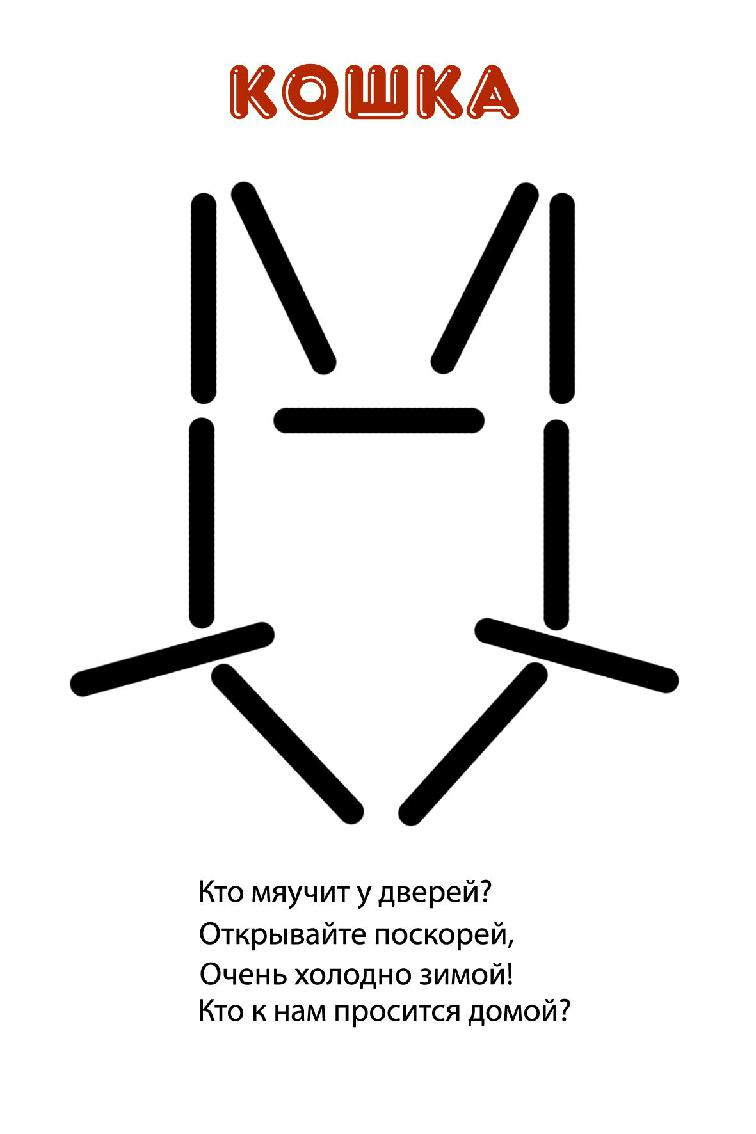 КОШКА
Кто мяучит у дверей?
Открывайте поскорей,
Очень холодно зимой!
Кто к нам просится домой?